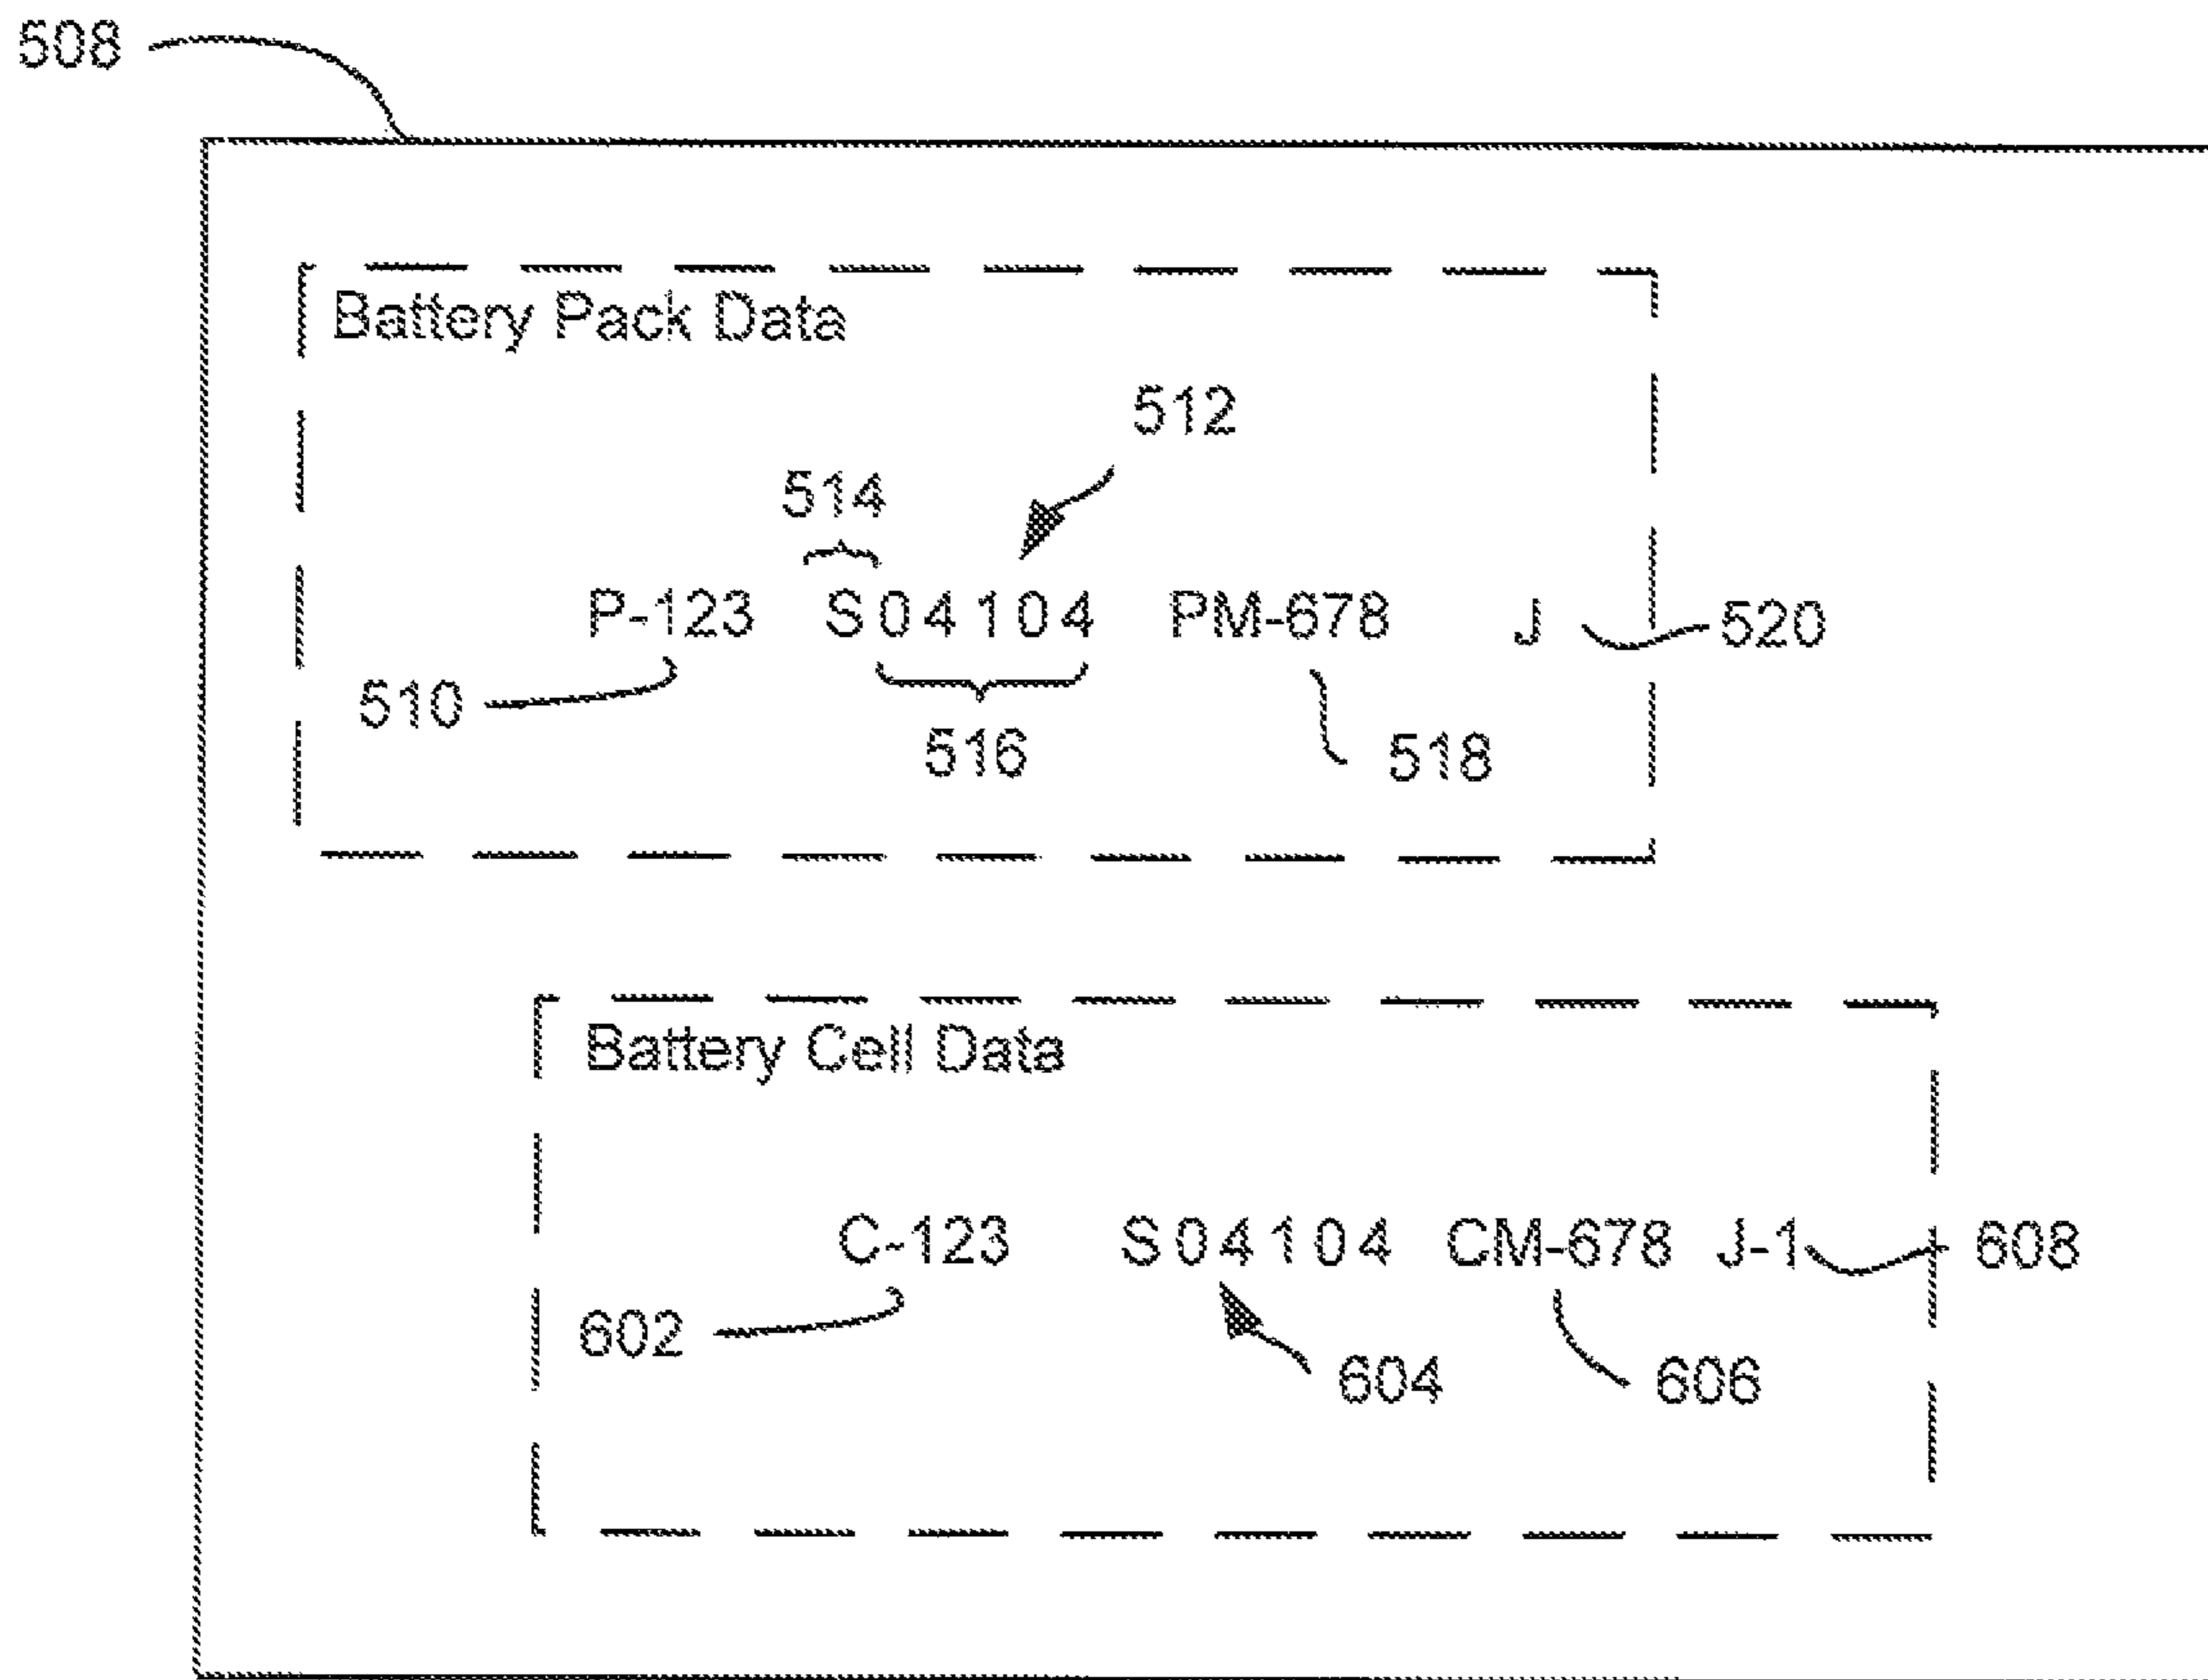 508
Battery Pack Data
512
514
P-123 S04104 PM-678 J 520
510 516 518
Battery Cell Data
C-123 S04104 CM-678 J-1 608
602 604 606